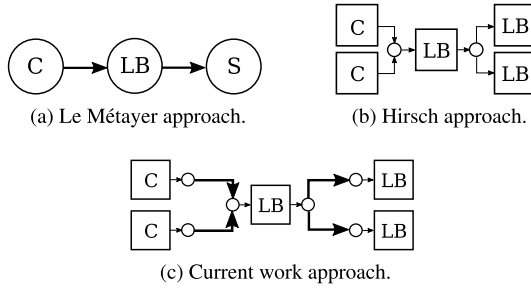 C LB S
(a) Le Métayer approach.
C LB
C LB LB
(b) Hirsch approach.
C LB
LB
C LB
(c) Current work approach.